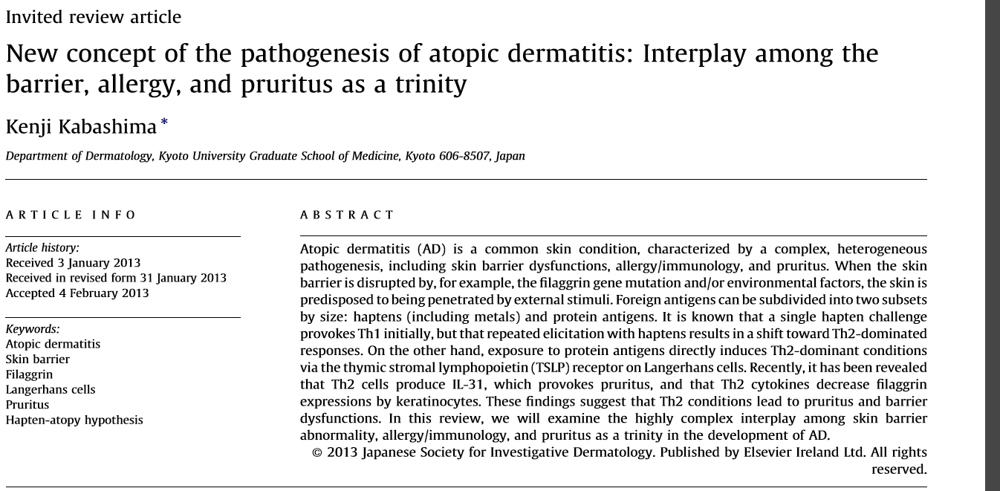 Invited review article
New concept of the pathogenesis of atopic dermatitis: Interplay among the
barrier, allergy, and pruritus as a trinity
Kenji Kabashima*
Department of Dermatology, Kyoto University Graduate School of Medicine, Kyoto 606-8507, Japan
ARTICLE INFO
Article history:
Received 3 January 2013
Received in revised form 31 January 2013
Accepted 4 February 2013
Keywords:
Atopic dermatitis
Skin barrier
Filaggrin
Langerhans cells
Pruritus
Hapten-atopy hypothesis
ABSTRACT
Atopic dermatitis (AD) is a common skin condition, characterized by a complex, heterogeneous
pathogenesis, including skin barrier dysfunctions, allergy/immunology, and pruritus. When the skin
barrier is disrupted by, for example, the filaggrin gene mutation and/or environmental factors, the skin is
predisposed to being penetrated by external stimuli. Foreign antigens can be subdivided into two subsets
by size: haptens (including metals) and protein antigens. It is known that a single hapten challenge
provokes Th1 initially, but that repeated elicitation with haptens results in a shift toward Th2-dominated
responses. On the other hand, exposure to protein antigens directly induces Th2-dominant conditions
via the thymic stromal lymphopoietin (TSLP) receptor on Langerhans cells. Recently, it has been revealed
that Th2 cells produce IL-31, which provokes pruritus, and that Th2 cytokines decrease filaggrin
expressions by keratinocytes. These findings suggest that Th2 conditions lead to pruritus and barrier
dysfunctions. In this review, we will examine the highly complex interplay among skin barrier
abnormality, allergy/immunology, and pruritus as a trinity in the development of AD.
© 2013 Japanese Society for Investigative Dermatology. Published by Elsevier Ireland Ltd. All rights
reserved.